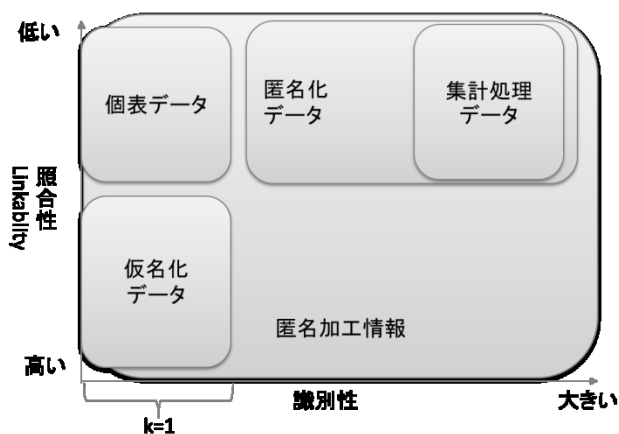 低い
個表データ
匿名化
データ
集計処理
データ
照合性
Linkablity
仮名化
データ
匿名加工情報
高い
識別性
大きい
k=1